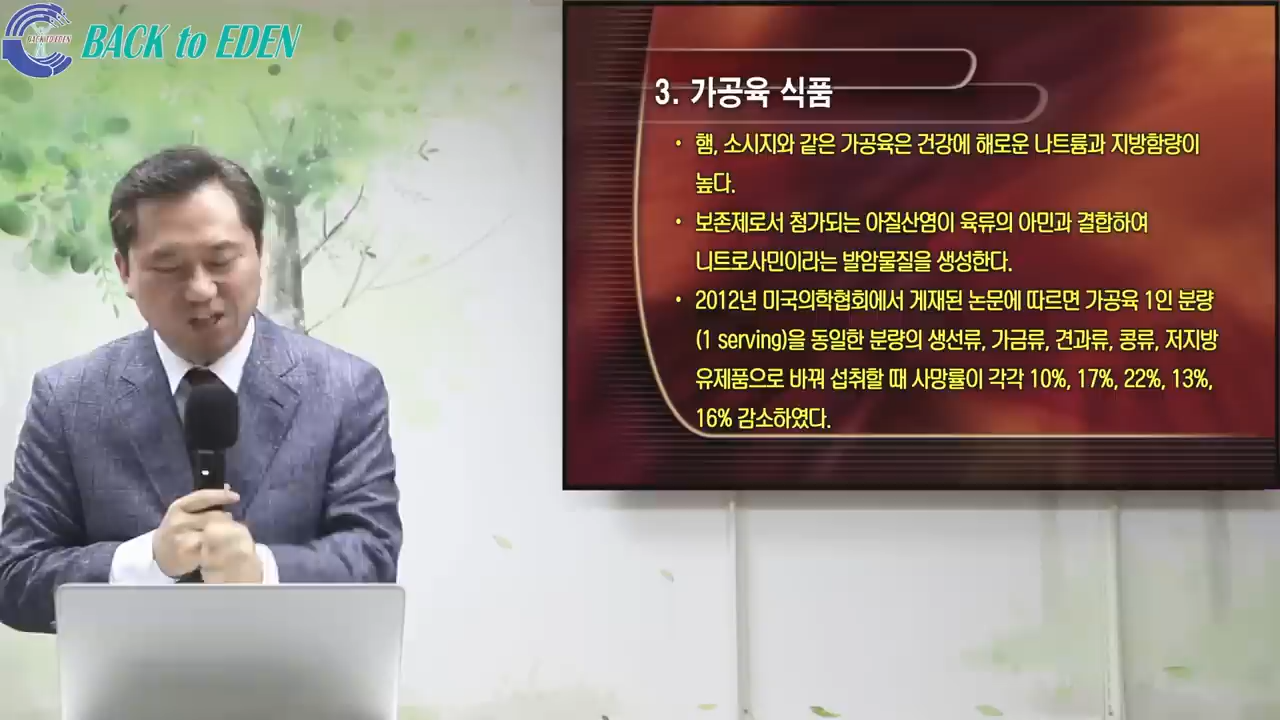 BACK to EDEN
BACK TO EDEN
3. 가공육 식품
• 햄, 소시지와 같은 가공육은 건강에 해로운 나트륨과 지방함량이
높다.
• 보존제로서 첨가되는 아질산염이 육류의 아민과 결합하여
니트로사민이라는 발암물질을 생성한다.
• 2012년 미국의학협회에서 게재된 논문에 따르면 가공육 1인 분량
(1 serving)을 동일한 분량의 생선류, 가금류, 견과류, 콩류, 저지방
유제품으로 바꿔 섭취할 때 사망률이 각각 10%, 17%, 22%, 13%,
16% 감소하였다.